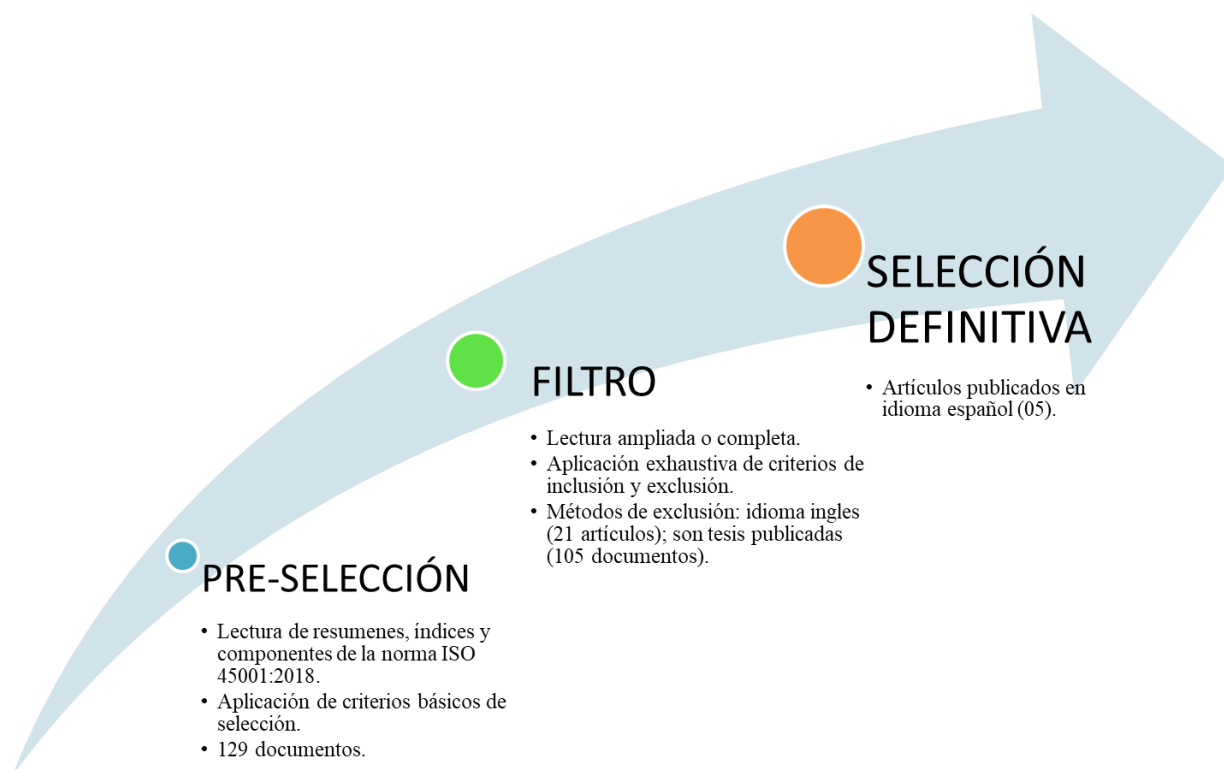 PRE-SELECCIÓN
• Lectura de resumenes, índices y
componentes de la norma ISO
45001:2018.
• Aplicación de criterios básicos de
selección.
• 129 documentos.
FILTRO
• Lectura ampliada o completa.
• Aplicación exhaustiva de criterios de
inclusión y exclusión.
• Métodos de exclusión: idioma ingles
(21 artículos); son tesis publicadas
(105 documentos).
SELECCIÓN
DEFINITIVA
• Artículos publicados en
idioma español (05).